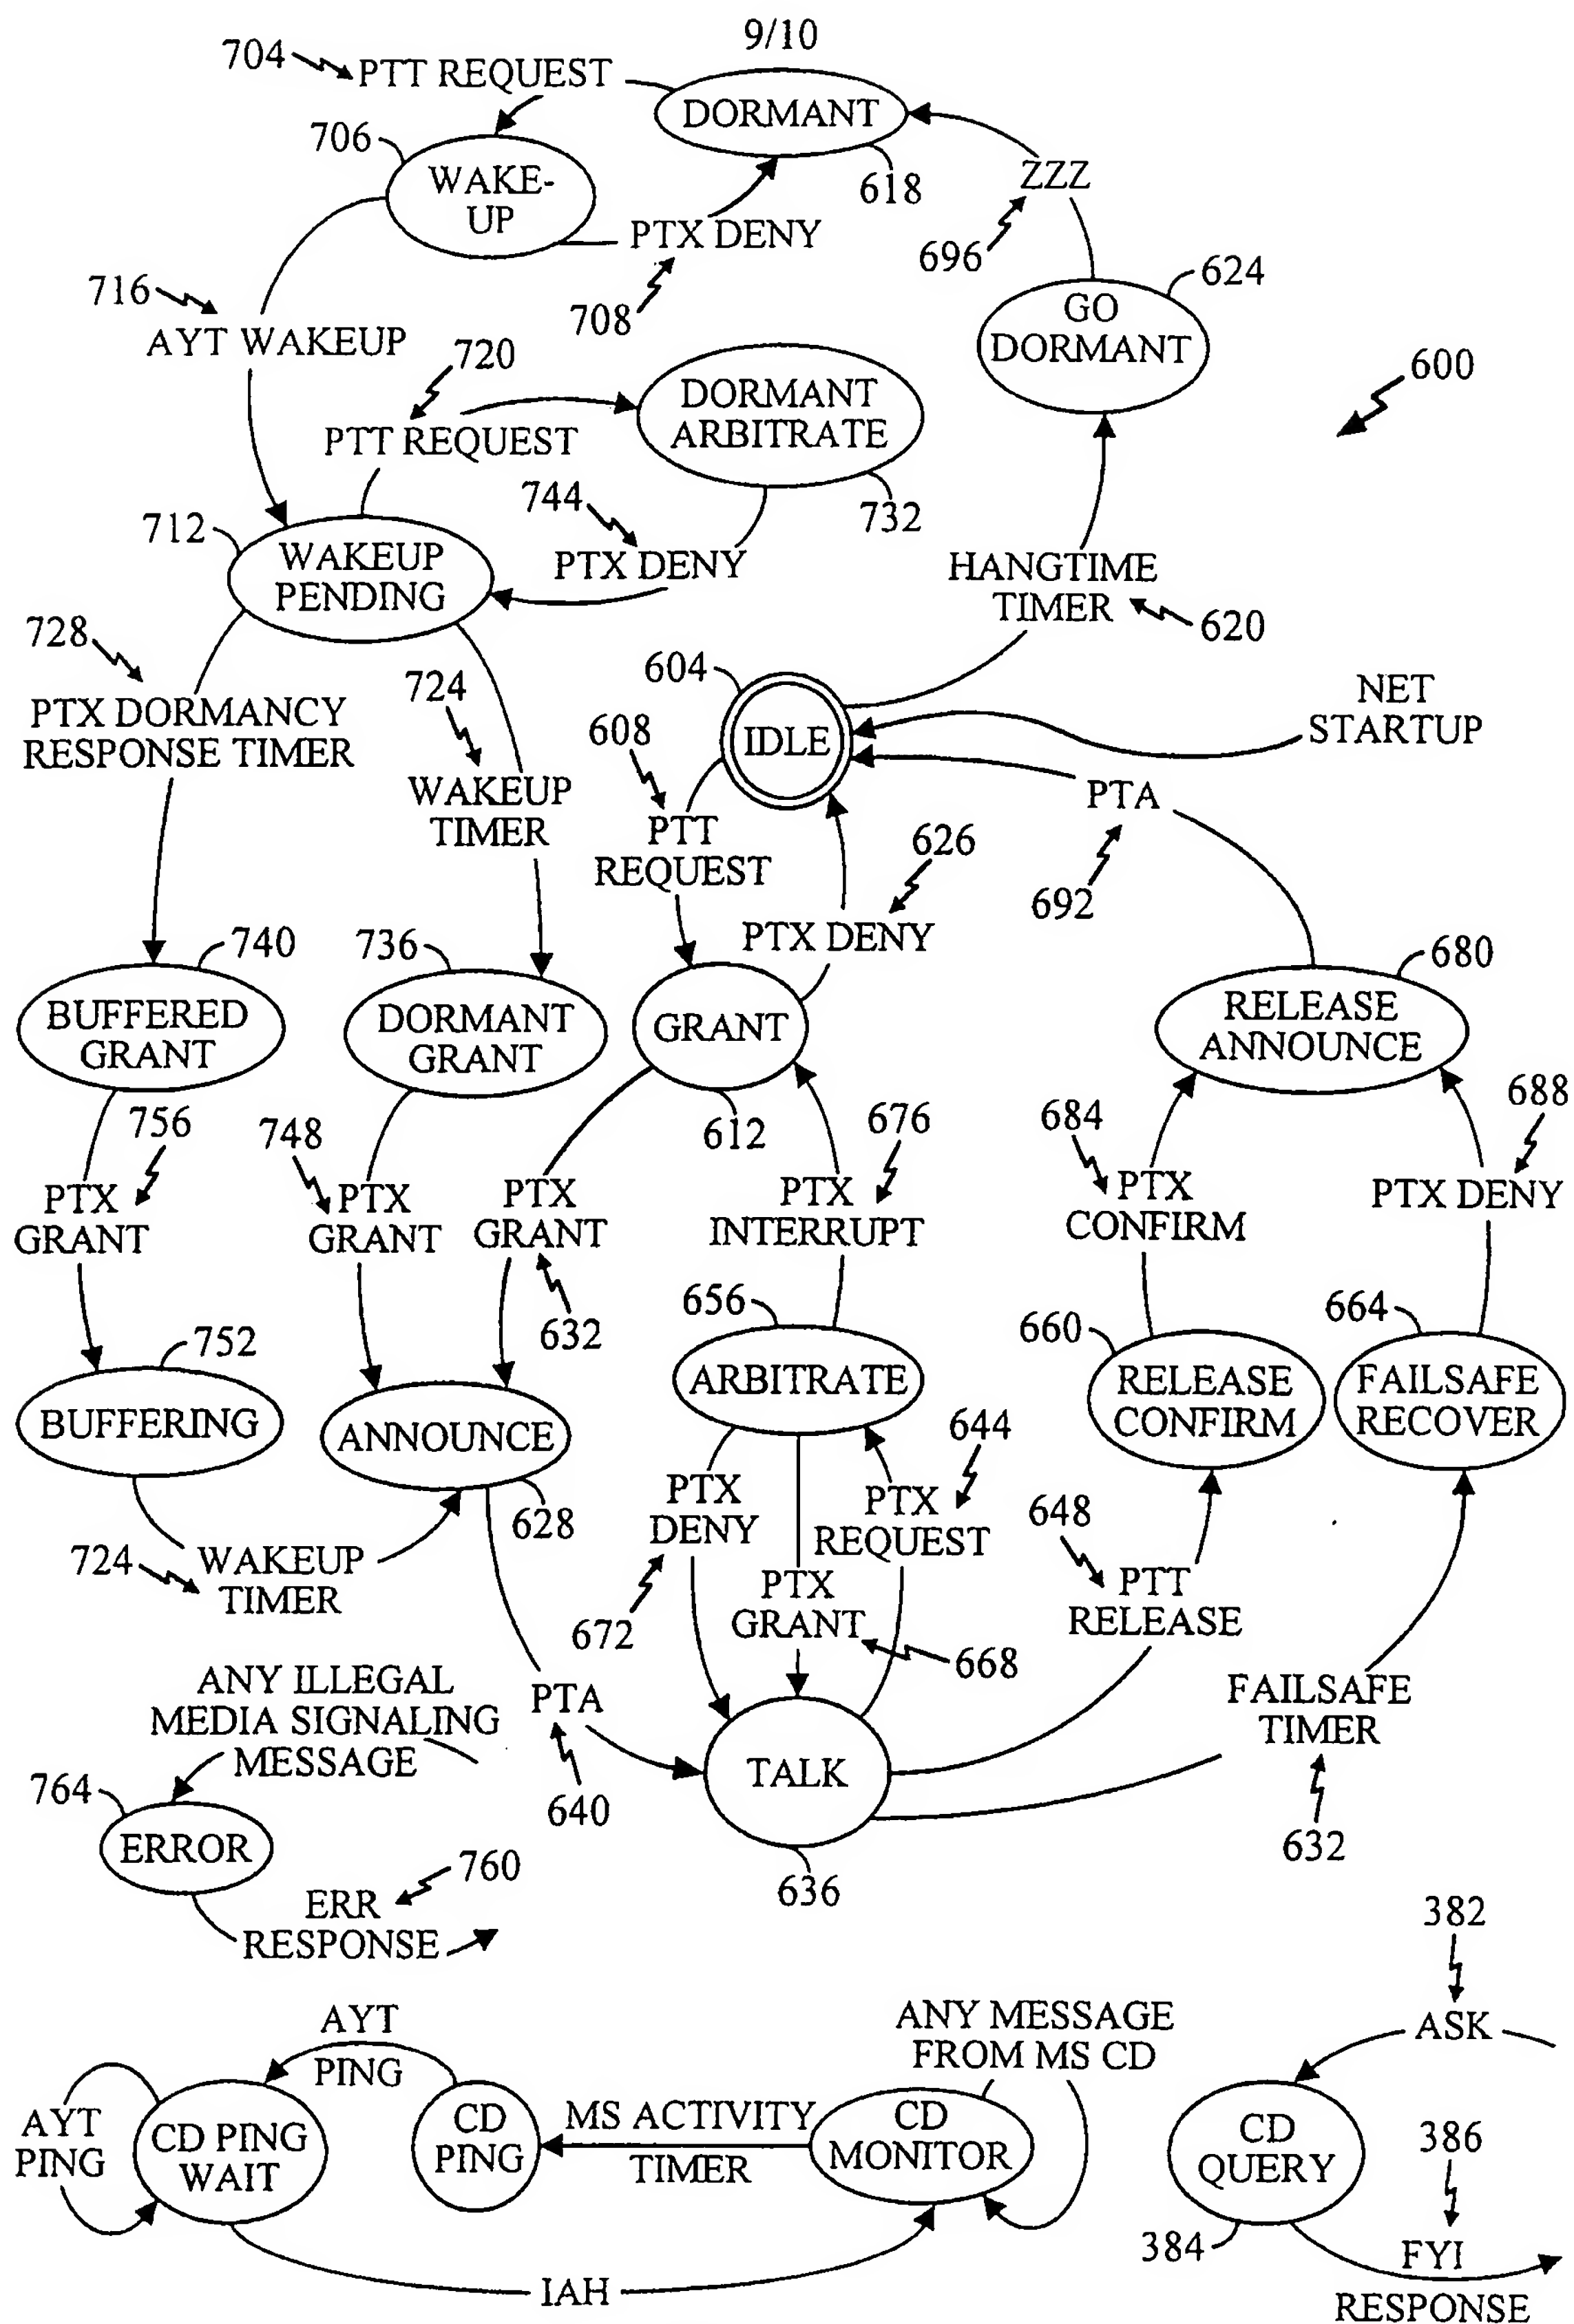 9/10
704
PTT REQUEST
DORMANT
706
WAKE-
UP
618
ZZZ
PTX DENY
696
624
716
708
GO
DORMANT
AYT WAKEUP
720
600
DORMANT
ARBITRATE
PTT REQUEST
744
732
712
WAKEUP
PENDING
PTX DENY
HANGTIME
TIMER
620
728
604
724
NET
STARTUP
PTX DORMANCY
RESPONSE TIMER
608
IDLE
WAKEUP
TIMER
PTA
PTT
REQUEST
626
692
PTX DENY
740
736
680
BUFFERED
GRANT
DORMANT
GRANT
GRANT
RELEASE
ANNOUNCE
756
748
612
676
684
688
PTX
GRANT
PTX
GRANT
PTX
GRANT
PTX
INTERRUPT
PTX
CONFIRM
PTX DENY
632
656
660
664
752
ARBITRATE
RELEASE
CONFIRM
FAILSAFE
RECOVER
BUFFERING
ANNOUNCE
644
628
PTX
DENY
PTX
REQUEST
648
724
WAKEUP
TIMER
PTX
GRANT
PTT
RELEASE
672
668
ANY ILLEGAL
MEDIA SIGNALING
MESSAGE
PTA
FAILSAFE
TIMER
764
TALK
640
632
ERROR
760
636
ERR
RESPONSE
382
ASK
AYT
PING
ANY MESSAGE
FROM MS CD
AYT
PING
CD PING
WAIT
CD
PING
MS ACTIVITY
TIMER
CD
MONITOR
CD
QUERY
386
384
FYI
RESPONSE
IAH